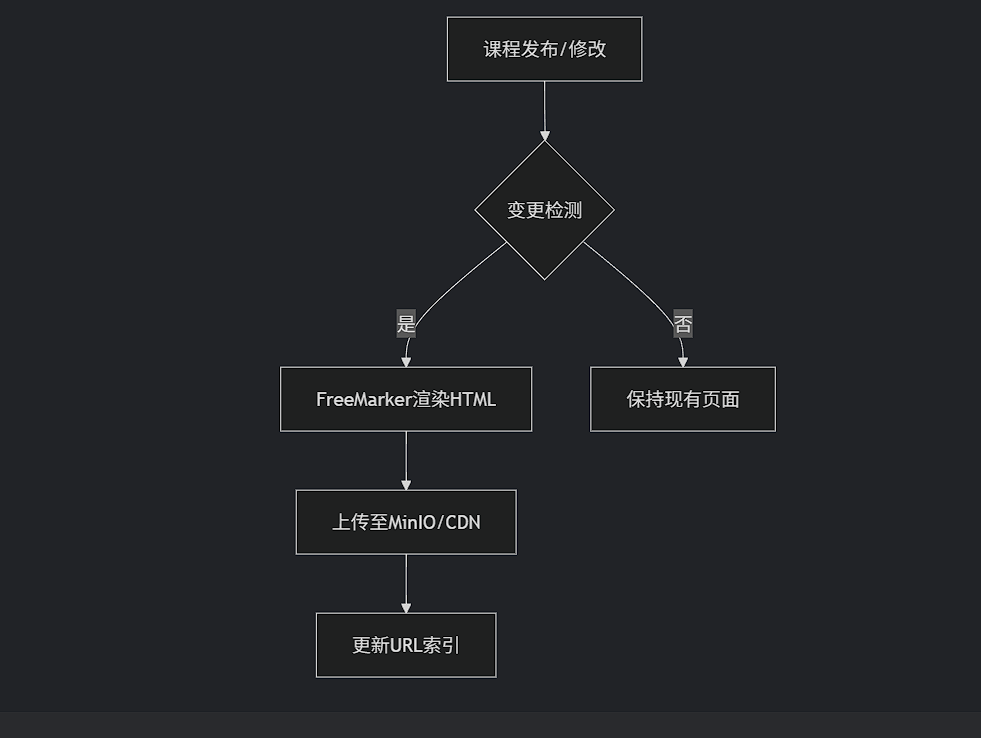 课程发布/修改
变更检测
是
否
FreeMarker渲染HTML
保持现有页面
上传至MinIO/CDN
更新URL索引